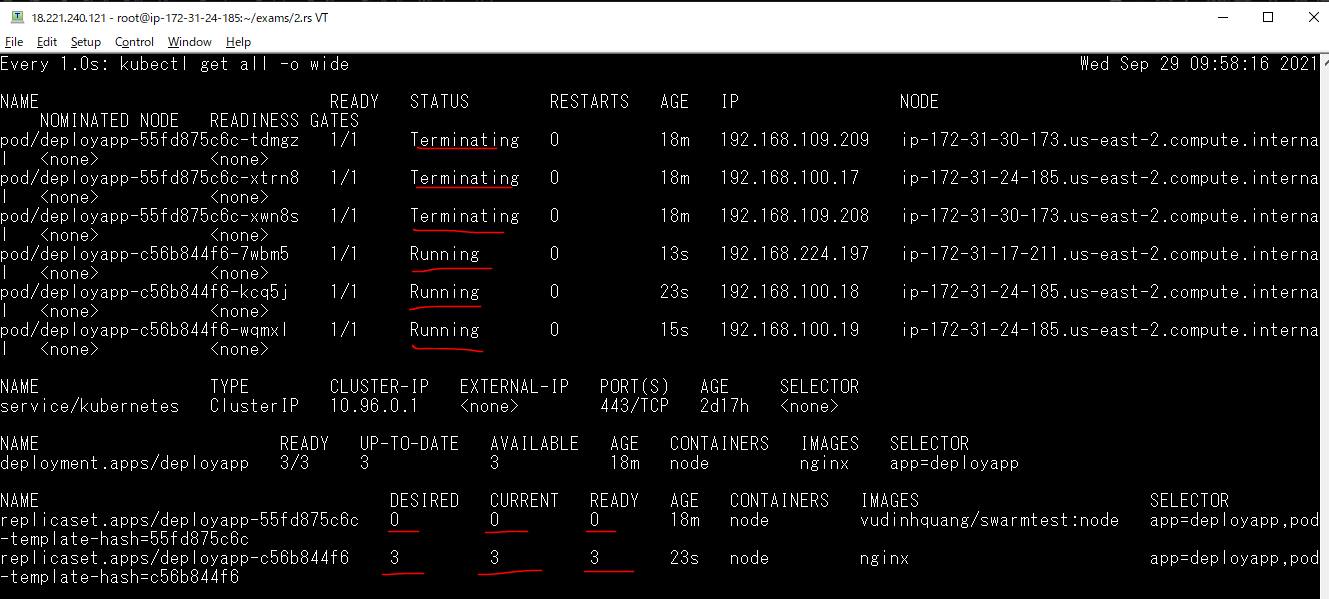 18.221.240.121 - root@ip-172-31-24-185:~/exams/2.rs VT
File Edit Setup Control Window Help
Every 1.0s: kubectl get all -o wide Wed Sep 29 09:58:16 2021
NAME READY STATUS RESTARTS AGE IP NODE
NOMINATED NODE READINESS GATES
pod/deployapp-55fd875c6c-tdmgz 1/1 Terminating 0 18m 192.168.109.209 ip-172-31-30-173.us-east-2.compute.interna
l <none> <none>
pod/deployapp-55fd875c6c-xtrn8 1/1 Terminating 0 18m 192.168.100.17 ip-172-31-24-185.us-east-2.compute.interna
l <none> <none>
pod/deployapp-55fd875c6c-xwn8s 1/1 Terminating 0 18m 192.168.109.208 ip-172-31-30-173.us-east-2.compute.interna
l <none> <none>
pod/deployapp-c56b844f6-7wbm5 1/1 Running 0 13s 192.168.224.197 ip-172-31-17-211.us-east-2.compute.interna
l <none> <none>
pod/deployapp-c56b844f6-kcq5j 1/1 Running 0 23s 192.168.100.18 ip-172-31-24-185.us-east-2.compute.interna
l <none> <none>
pod/deployapp-c56b844f6-wqmxl 1/1 Running 0 15s 192.168.100.19 ip-172-31-24-185.us-east-2.compute.interna
l <none> <none>
NAME TYPE CLUSTER-IP EXTERNAL-IP PORT(S) AGE SELECTOR
service/kubernetes ClusterIP 10.96.0.1 <none> 443/TCP 2d17h <none>
NAME READY UP-TO-DATE AVAILABLE AGE CONTAINERS IMAGES SELECTOR
deployment.apps/deployapp 3/3 3 3 18m node nginx app=deployapp
NAME DESIRED CURRENT READY AGE CONTAINERS IMAGES SELECTOR
replicaset.apps/deployapp-55fd875c6c 0 0 0 18m node vudinhquang/swarmtest:node app=deployapp,pod
-template-hash=55fd875c6c
replicaset.apps/deployapp-c56b844f6 3 3 3 23s node nginx app=deployapp,pod
-template-hash=c56b844f6